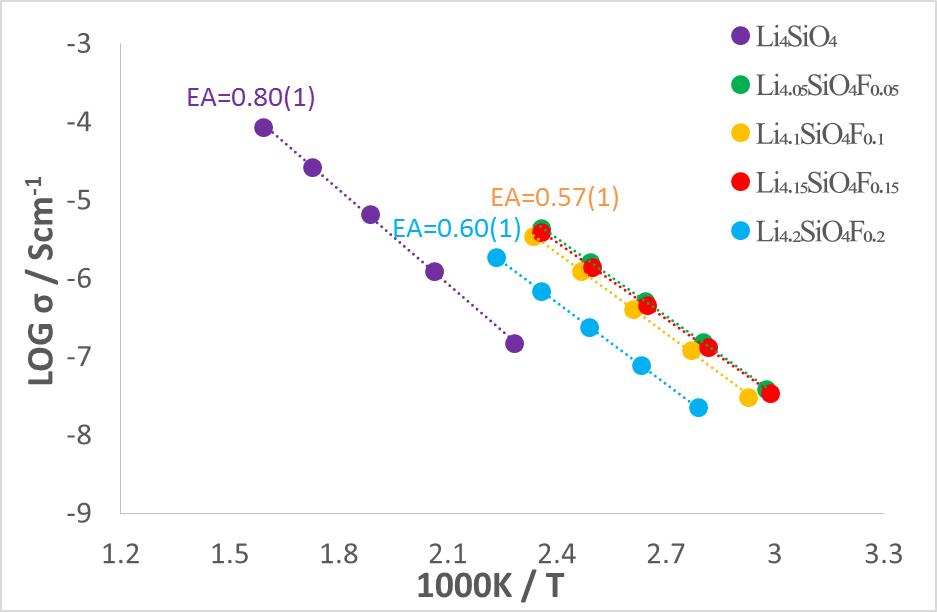 -3
-4
-5
-6
-7
-8
-9
LOG σ / Scm⁻¹
EA=0.80(1)
EA=0.57(1)
EA=0.60(1)
Li₄SiO₄
Li₄.₀₅SiO₄F₀.₀₅
Li₄.₁SiO₄F₀.₁
Li₄.₁₅SiO₄F₀.₁₅
Li₄.₂SiO₄F₀.₂
1.2 1.5 1.8 2.1 2.4 2.7 3 3.3
1000K / T